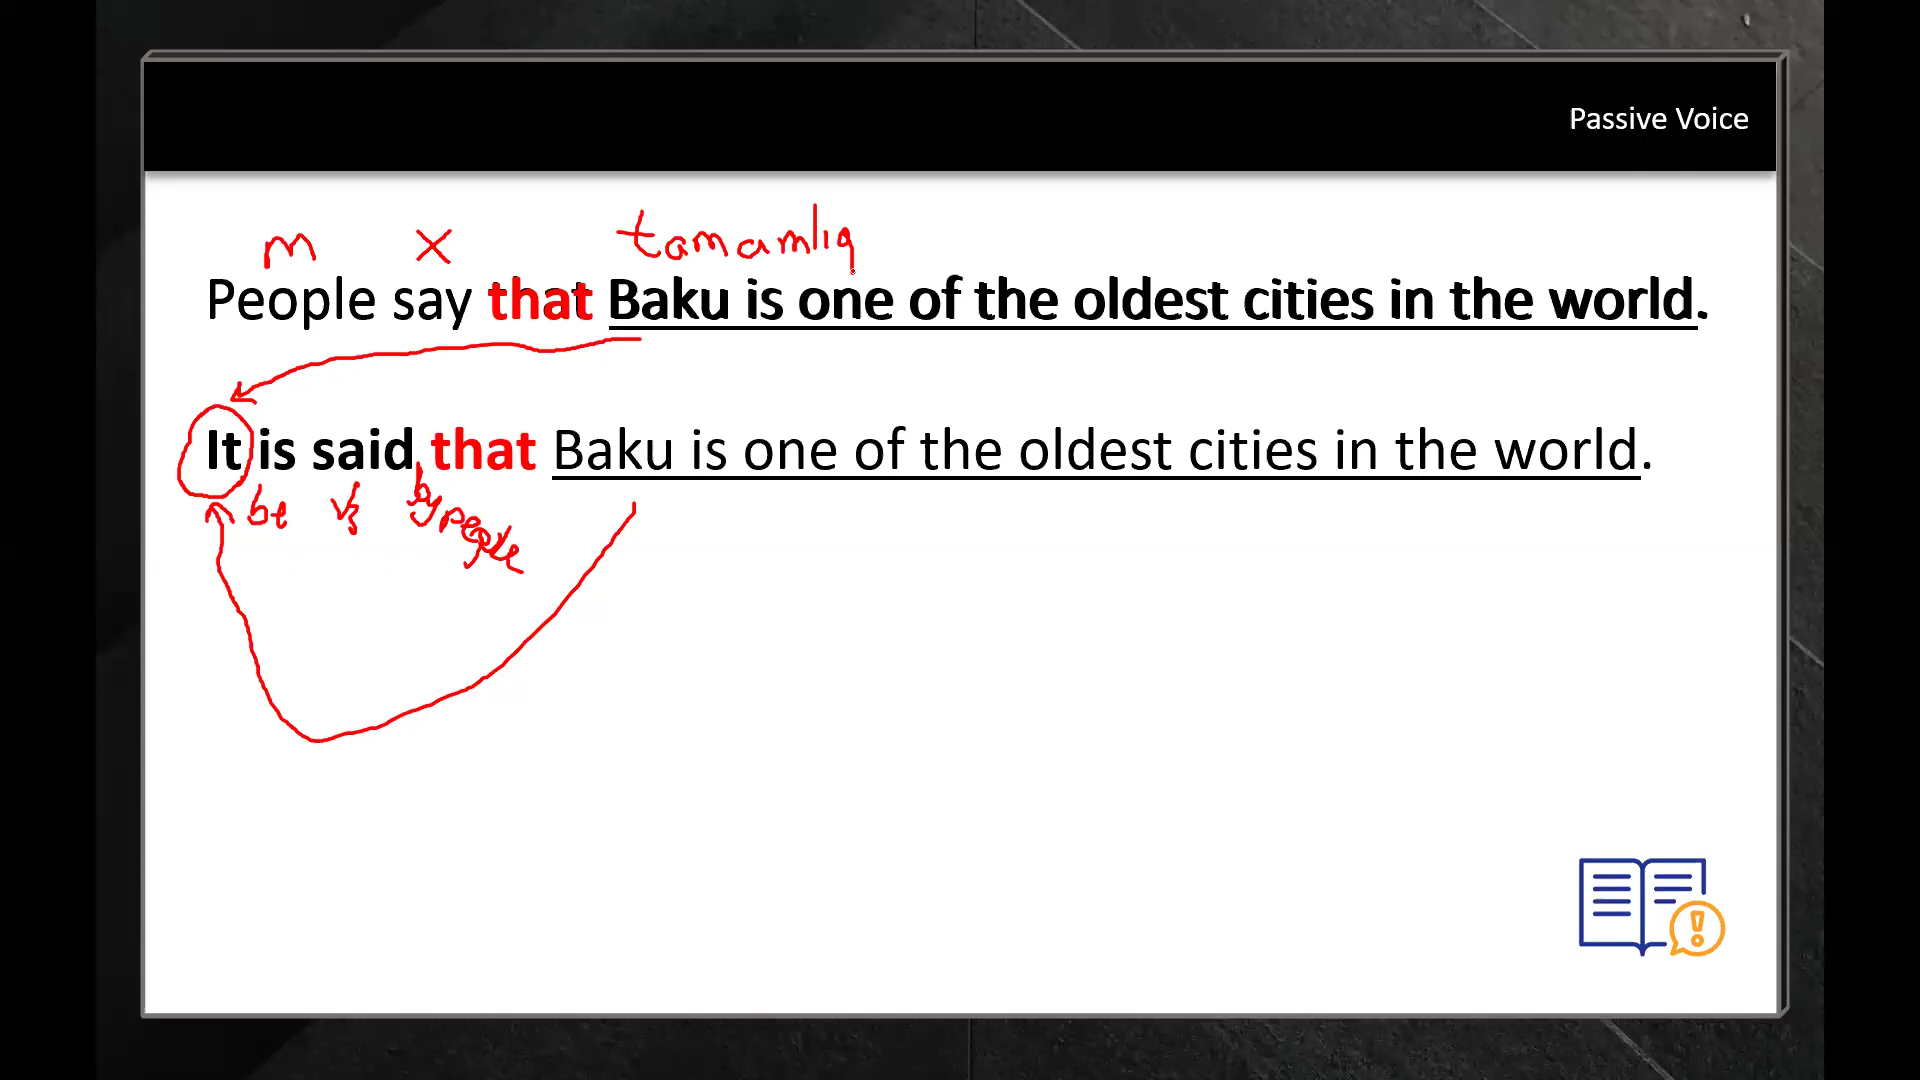 Passive Voice
m x tamamlıq
People say that Baku is one of the oldest cities in the world.
It is said that Baku is one of the oldest cities in the world.
be V3 by people